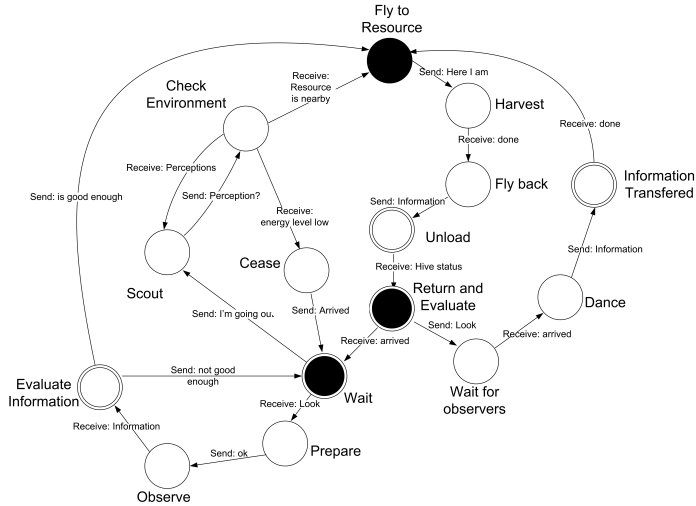 Fly to
Resource
Send: Here I am
Check
Environment
Receive:
Resource
is nearby
Harvest
Receive: done
Receive: done
Receive: Perceptions
Send: Perception?
Send: is good enough
Fly back
Information
Transfered
Send: Information
Receive:
energy level low
Unload
Send: Information
Cease
Receive: Hive status
Scout
Return and
Evaluate
Dance
Send: I'm going ou.
Send: Arrived
Send: Look
Receive: arrived
Receive: arrived
Send: not good
enough
Evaluate
Information
Wait
Wait for
observers
Receive: Look
Receive: Information
Prepare
Send: ok
Observe